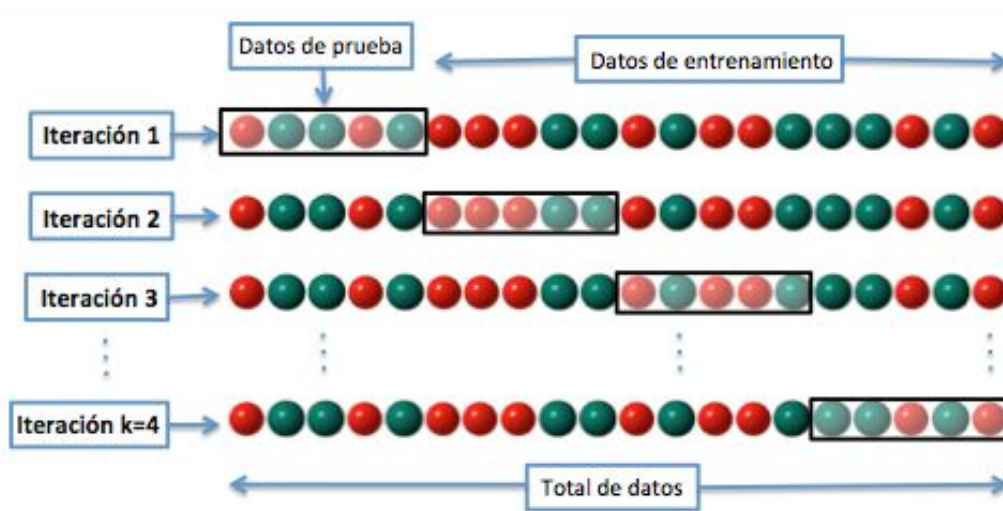 Datos de prueba
Datos de entrenamiento
Iteración 1
Iteración 2
Iteración 3
Iteración k=4
Total de datos